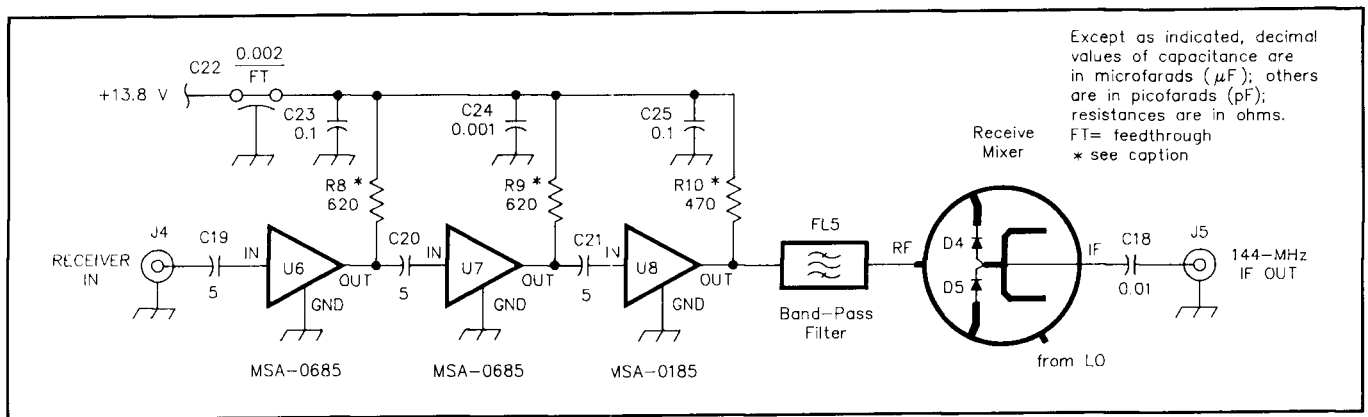 Except as indicated, decimal
values of capacitance are
in microfarads (μF); others
are in picofarads (pF);
resistances are in ohms.
FT= feedthrough
* see caption
C22
0.002
FT
+13.8 V
C23
0.1
C24
0.001
C25
0.1
R8 *
620
R9 *
620
R10 *
470
Receive
Mixer
J4
RECEIVER
IN
C19
5
IN
U6
OUT
GND
C20
5
IN
U7
OUT
GND
C21
5
IN
U8
OUT
GND
FL5
Band-Pass
Filter
RF
D4
D5
IF
C18
0.01
J5
144-MHz
IF OUT
from LO
MSA-0685
MSA-0685
MSA-0185